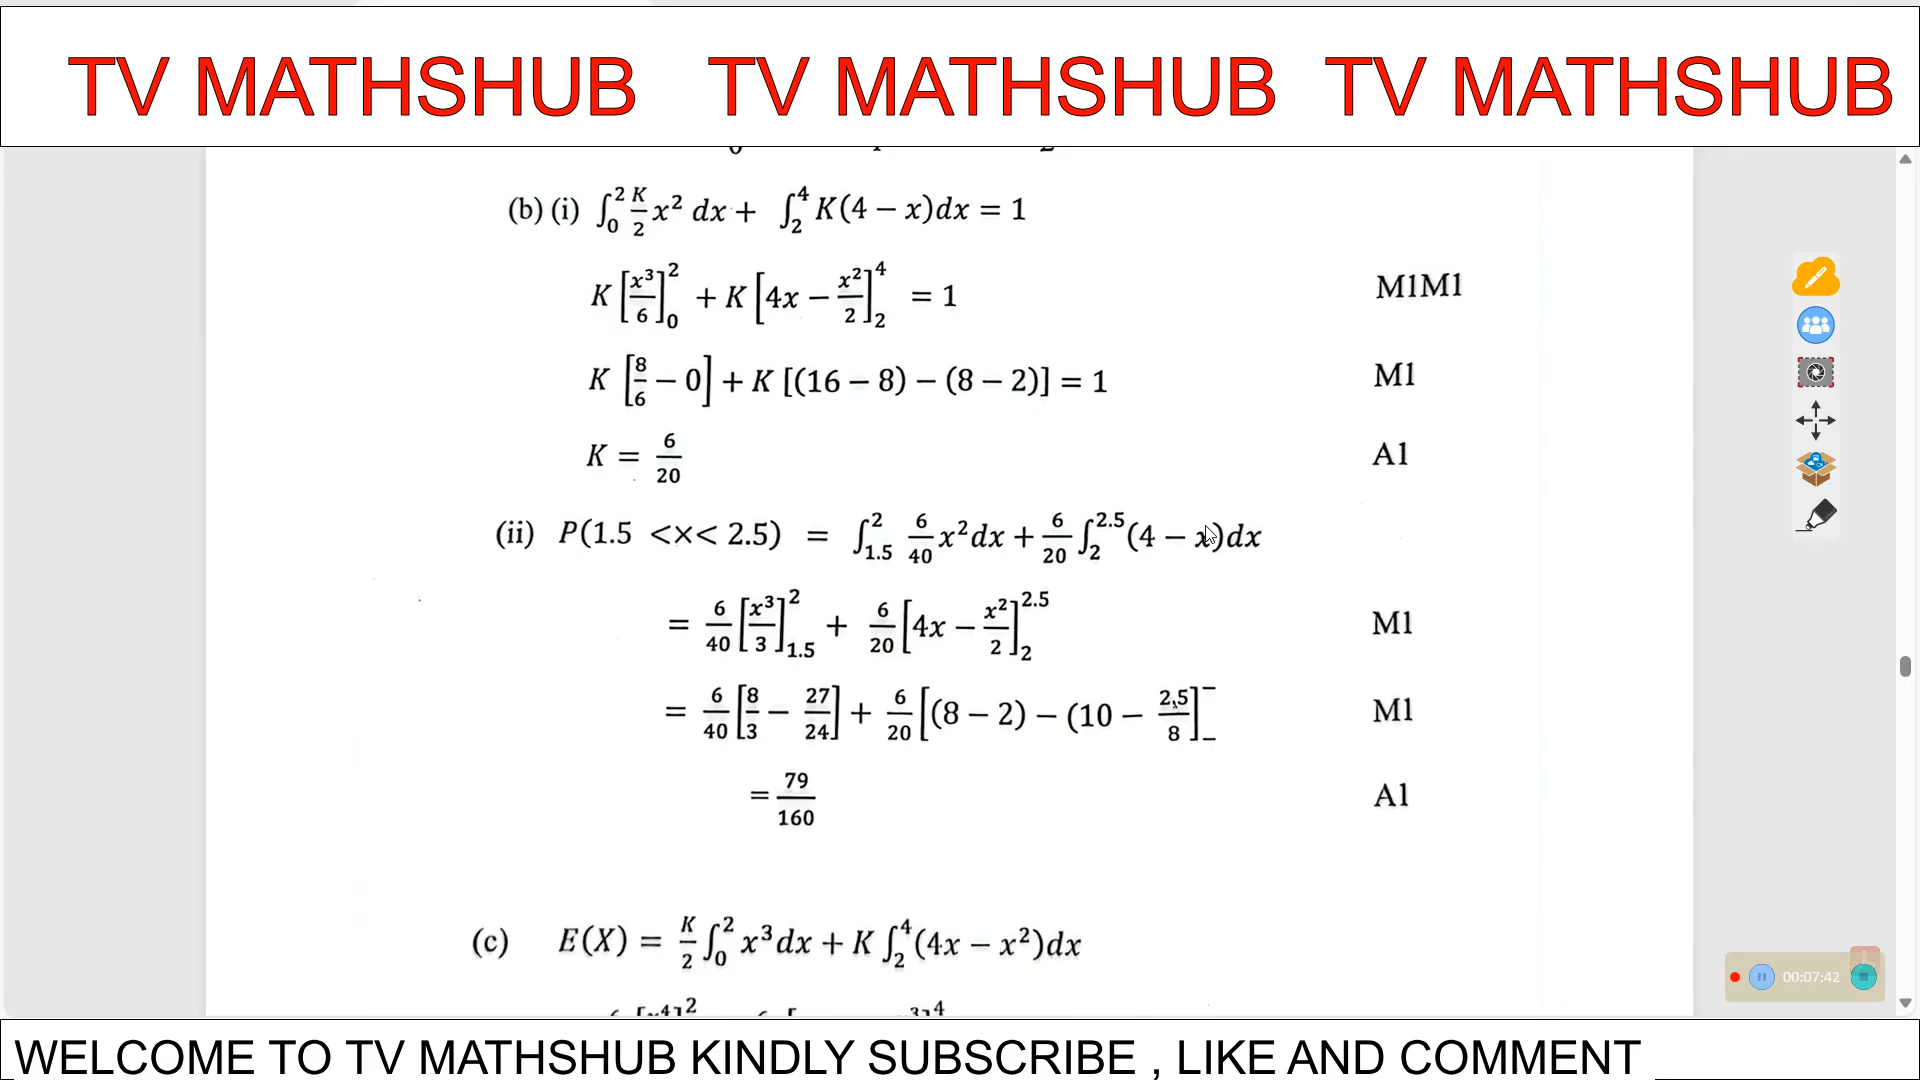 TV MATHSHUB TV MATHSHUB TV MATHSHUB
(b) (i) ∫₀² K/2 x² dx + ∫₂⁴ K(4 − x)dx = 1
K [x³/6]₀² + K [4x − x²/2]₂⁴ = 1 M1M1
K [8/6 − 0] + K [(16 − 8) − (8 − 2)] = 1 M1
K = 6/20 A1
(ii) P(1.5 <x< 2.5) = ∫₁.₅² 6/40 x²dx + 6/20 ∫₂^2.5 (4 − x)dx
= 6/40 [x³/3]₁.₅² + 6/20 [4x − x²/2]₂^2.5 M1
= 6/40 [8/3 − 27/24] + 6/20 [(8 − 2) − (10 − 2.5/8] M1
= 79/160 A1
(c) E(X) = K/2 ∫₀² x³dx + K ∫₂⁴ (4x − x²)dx
00:07:42
WELCOME TO TV MATHSHUB KINDLY SUBSCRIBE , LIKE AND COMMENT